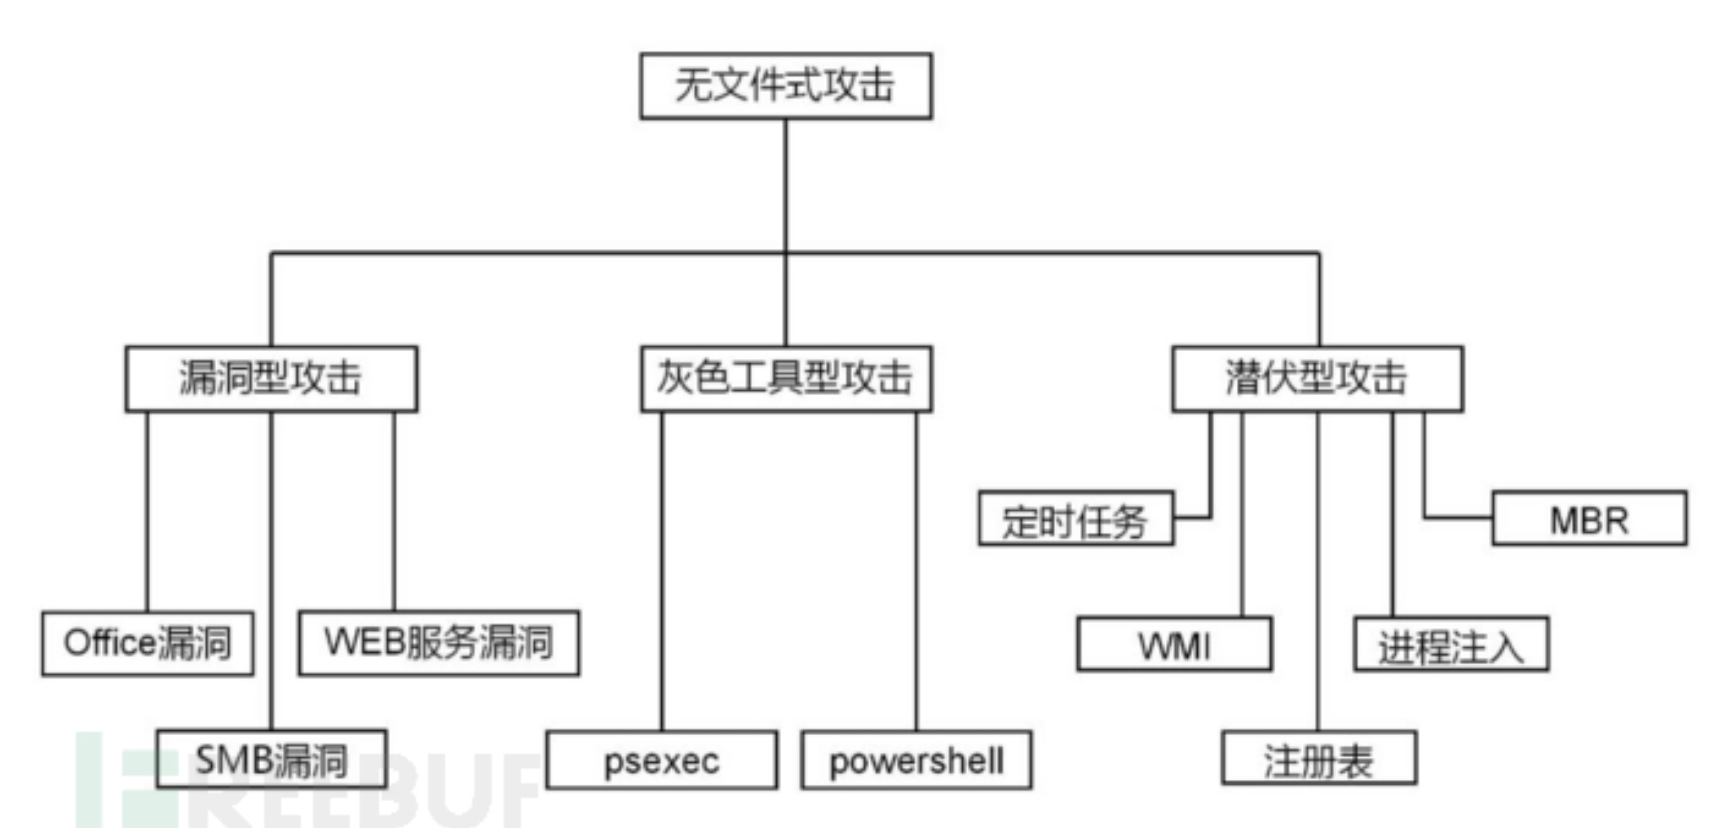 无文件式攻击
漏洞型攻击
灰色工具型攻击
潜伏型攻击
定时任务
MBR
Office漏洞
WEB服务漏洞
WMI
进程注入
SMB漏洞
psexec
powershell
注册表
FREEBUF